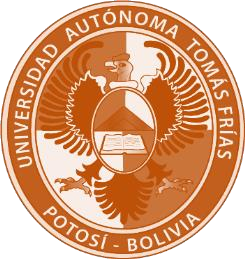 UNIVERSIDAD AUTÓNOMA TOMÁS FRÍAS
POTOSÍ - BOLIVIA